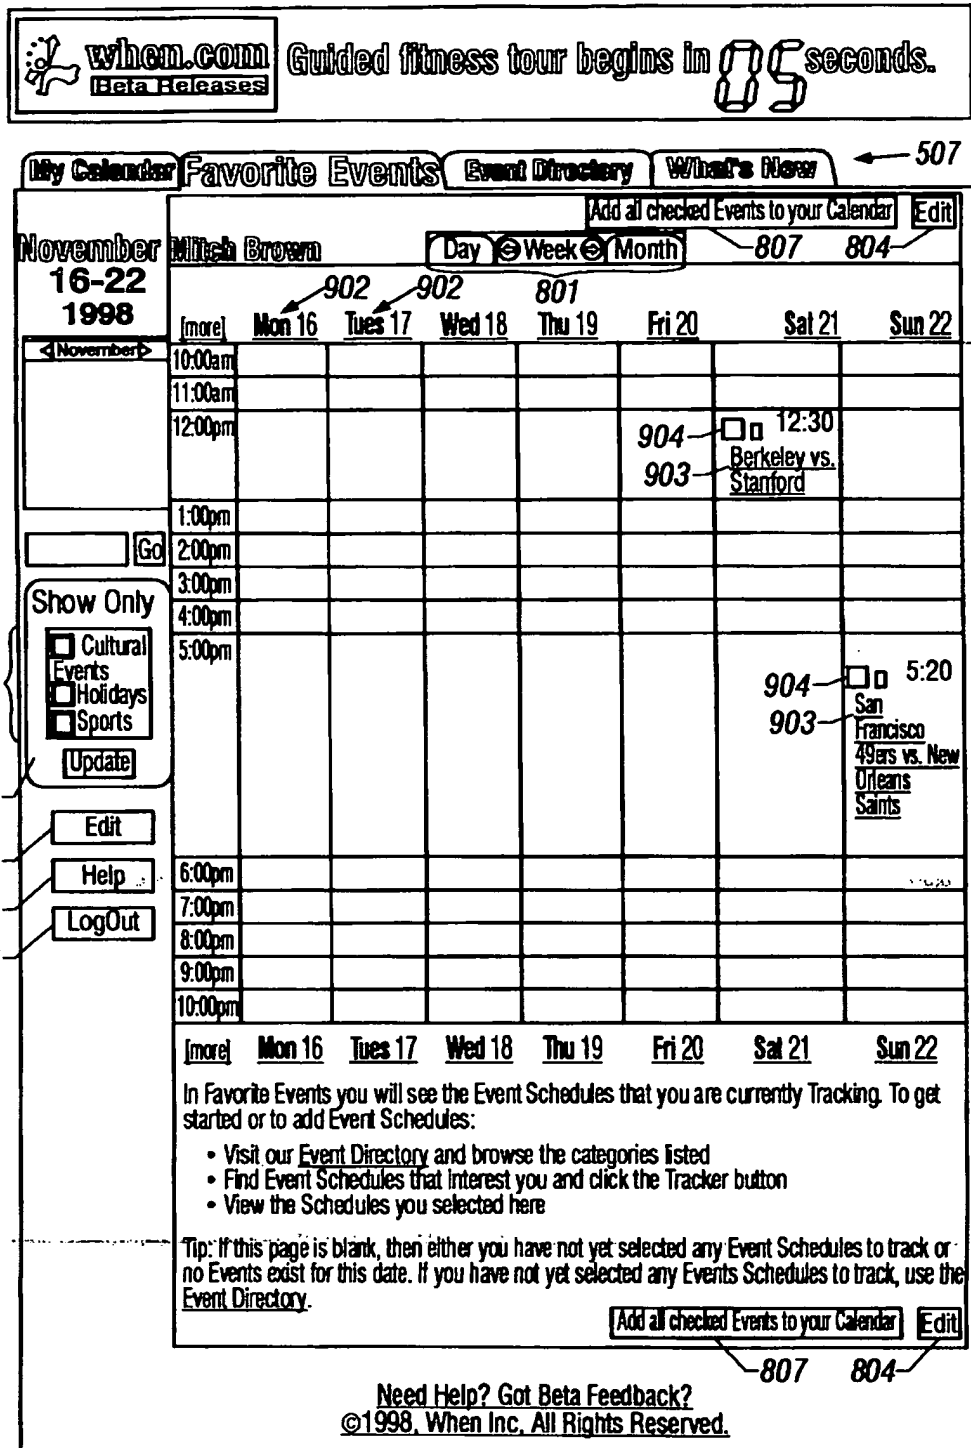 when.com
Beta Releases
Guided fitness tour begins in 05 seconds.
My Calendar Favorite Events Event Directory What's New 507
Add all checked Events to your Calendar Edit
807 804
November
16-22
1998
Mitch Brown
Day Week Month
902 902 801
[more] Mon 16 Tues 17 Wed 18 Thu 19 Fri 20 Sat 21 Sun 22
November
10:00am
11:00am
12:00pm
904 12:30
903 Berkeley vs.
Stanford
1:00pm
Go
2:00pm
3:00pm
4:00pm
Show Only
Cultural
Events
Holidays
Sports
Update
5:00pm
904 5:20
903 San
Francisco
49ers vs. New
Orleans
Saints
Edit
Help
LogOut
6:00pm
7:00pm
8:00pm
9:00pm
10:00pm
[more] Mon 16 Tues 17 Wed 18 Thu 19 Fri 20 Sat 21 Sun 22
In Favorite Events you will see the Event Schedules that you are currently Tracking. To get
started or to add Event Schedules:
• Visit our Event Directory and browse the categories listed
• Find Event Schedules that interest you and click the Tracker button
• View the Schedules you selected here
Tip: If this page is blank, then either you have not yet selected any Event Schedules to track or
no Events exist for this date. If you have not yet selected any Events Schedules to track, use the
Event Directory.
Add all checked Events to your Calendar Edit
807 804
Need Help? Got Beta Feedback?
©1998, When Inc, All Rights Reserved.